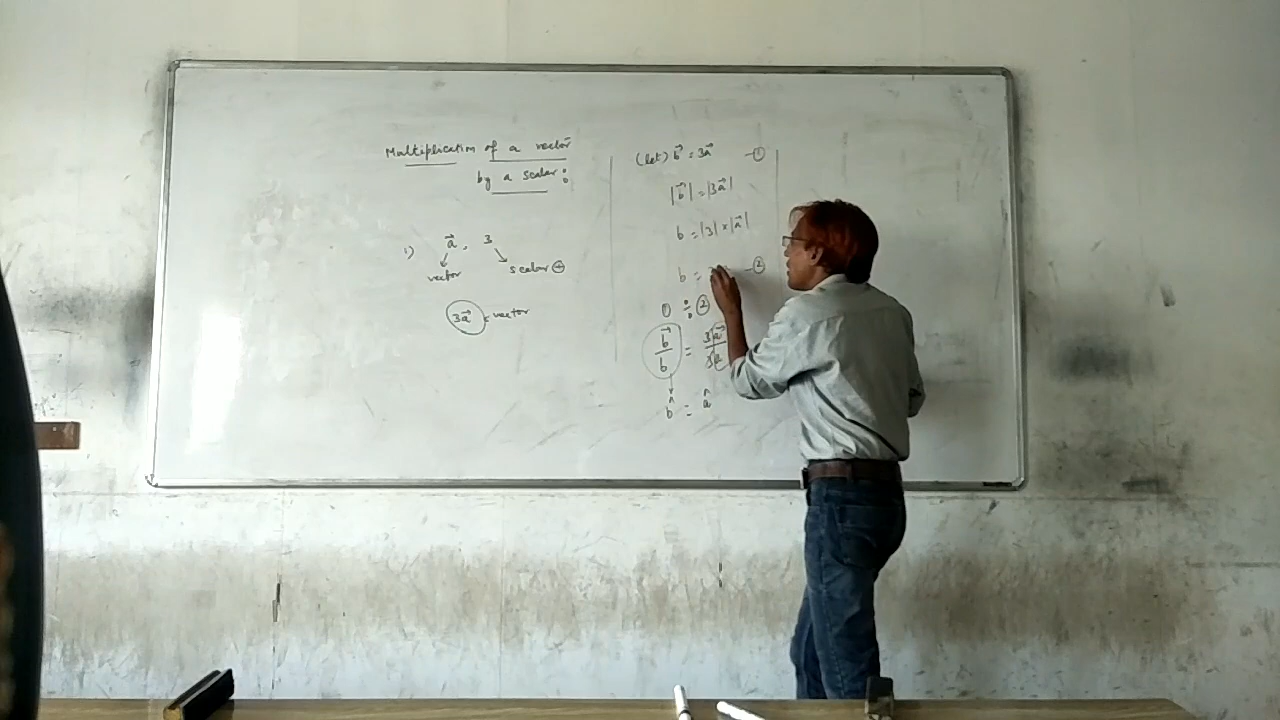 Multiplication of a vector
by a scalar :
1) a⃗ , 3
vector scalar ⊕
3a⃗ = vector
(let) b⃗ = 3a⃗ —①
|b⃗| = |3a⃗|
b = |3| × |a⃗|
b = —②
① ÷ ②
b⃗/b = 3a⃗/3a
b̂ = â